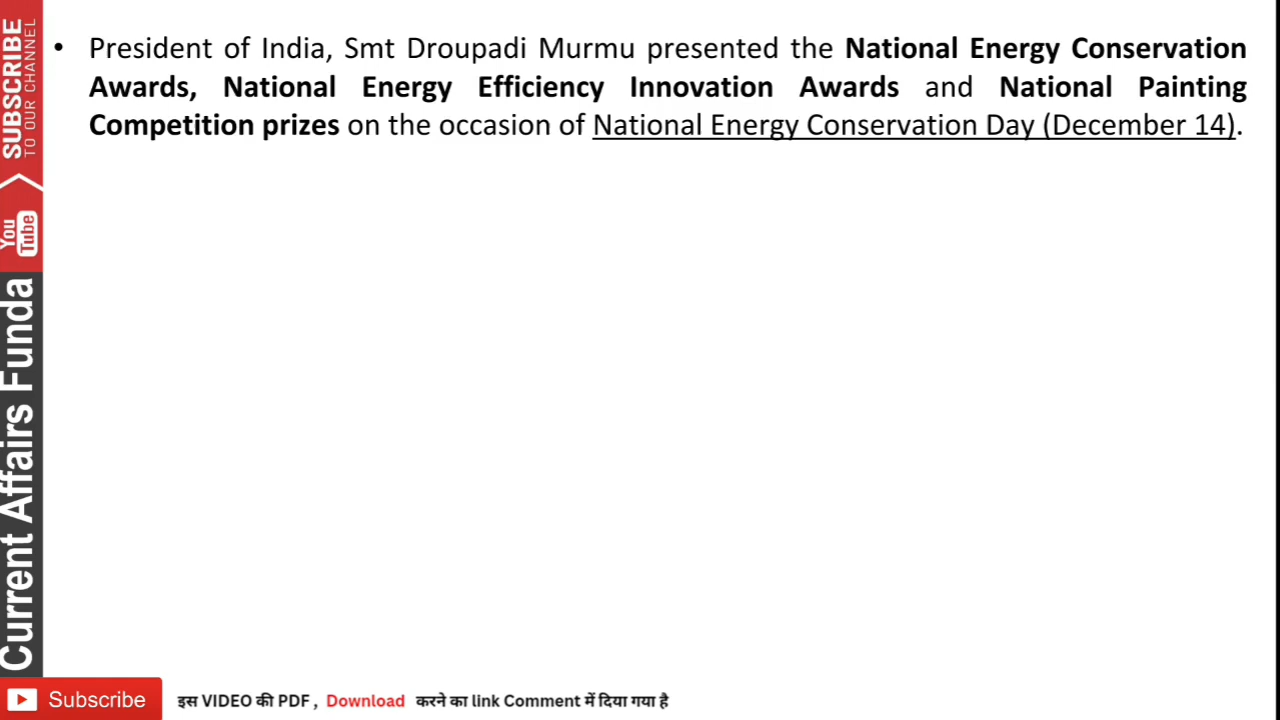 • President of India, Smt Droupadi Murmu presented the National Energy Conservation
Awards, National Energy Efficiency Innovation Awards and National Painting
Competition prizes on the occasion of National Energy Conservation Day (December 14).
SUBSCRIBE
TO OUR CHANNEL
You
Tube
Current Affairs Funda
Subscribe
इस VIDEO की PDF , Download करने का link Comment में दिया गया है